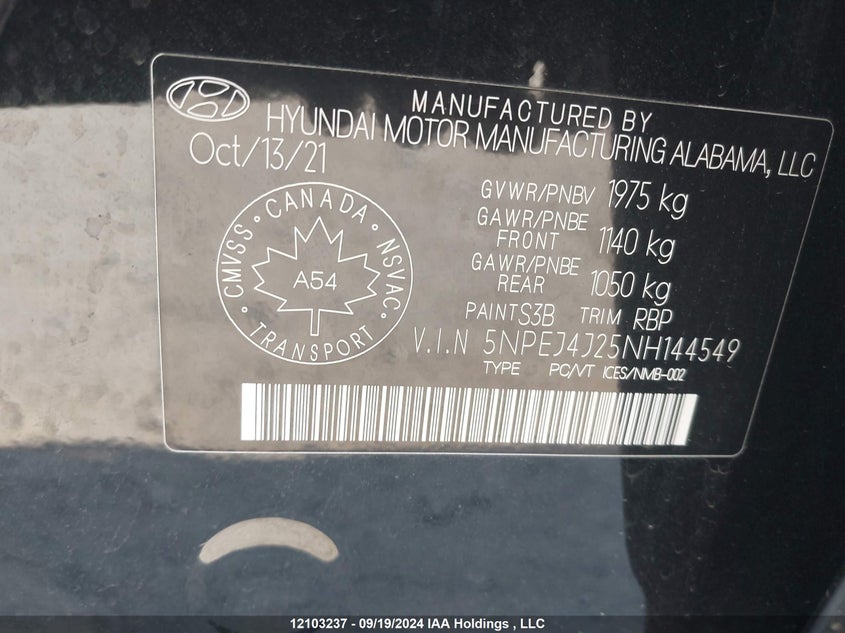 MANUFACTURED BY
HYUNDAI MOTOR MANUFACTURING ALABAMA, LLC
Oct/13/21
GVWR/PNBV 1975 kg
GAWR/PNBE FRONT 1140 kg
GAWR/PNBE REAR 1050 kg
CMVSS · CANADA · NSVAC · TRANSPORT ·
A54
PAINT S3B TRIM RBP
V.I.N 5NPEJ4J25NH144549
TYPE PC/VT ICES/NMB-002
12103237 - 09/19/2024 IAA Holdings , LLC